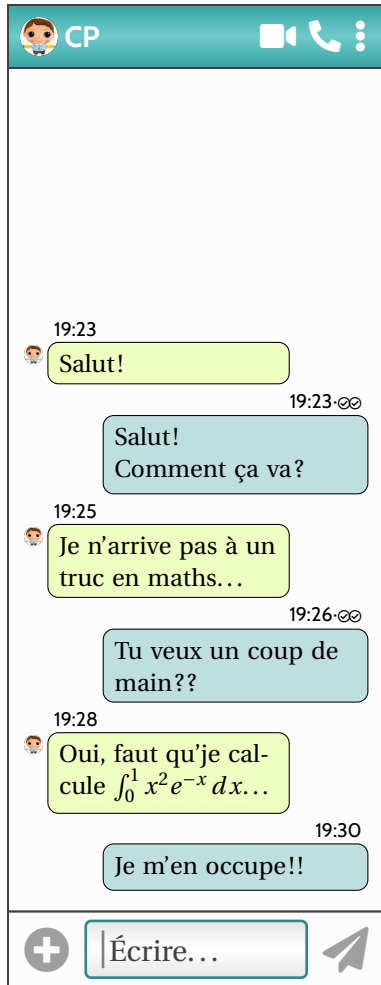 CP
19:23
Salut!
19:23
Salut!
Comment ça va?
19:25
Je n'arrive pas à un
truc en maths...
19:26
Tu veux un coup de
main??
19:28
Oui, faut qu'je cal-
cule ∫₀¹ x²e⁻ˣ dx...
19:30
Je m'en occupe!!
Écrire...